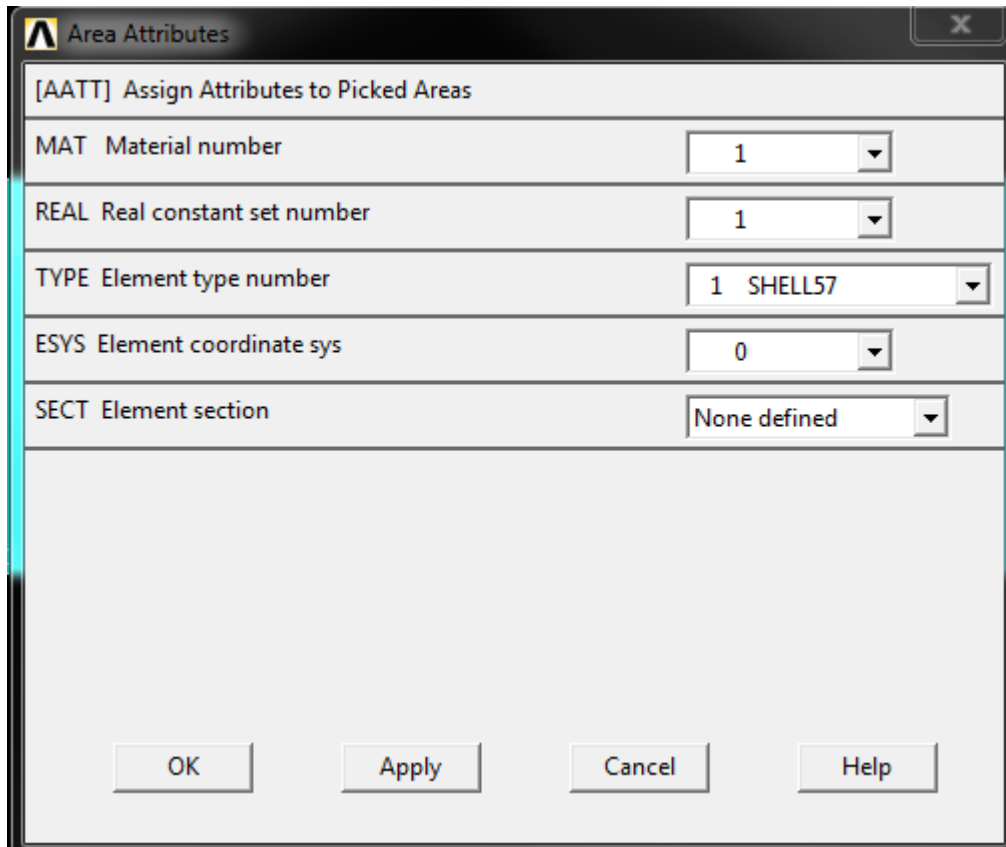 Area Attributes
[AATT] Assign Attributes to Picked Areas
MAT Material number 1
REAL Real constant set number 1
TYPE Element type number 1 SHELL57
ESYS Element coordinate sys 0
SECT Element section None defined
OK Apply Cancel Help